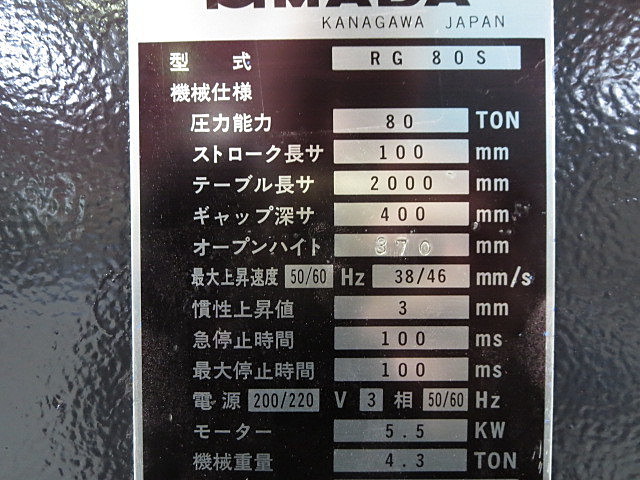 AMADA
KANAGAWA JAPAN
型式 RG 80S
機械仕様
圧力能力 80 TON
ストローク長サ 100 mm
テーブル長サ 2000 mm
ギャップ深サ 400 mm
オープンハイト 370 mm
最大上昇速度 50/60 Hz 38/46 mm/s
慣性上昇値 3 mm
急停止時間 100 ms
最大停止時間 100 ms
電源 200/220 V 3 相 50/60 Hz
モーター 5.5 KW
機械重量 4.3 TON